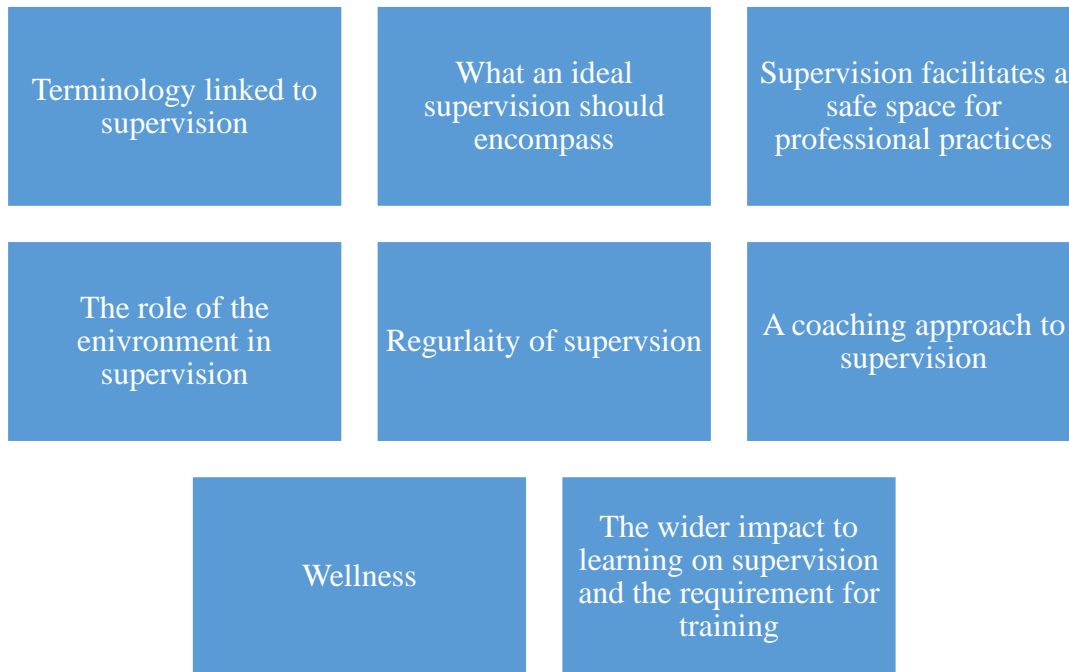 Terminology linked to
supervision
What an ideal
supervision should
encompass
Supervision facilitates a
safe space for
professional practices
The role of the
enivronment in
supervision
Regurlaity of supervsion
A coaching approach to
supervision
Wellness
The wider impact to
learning on supervision
and the requirement for
training